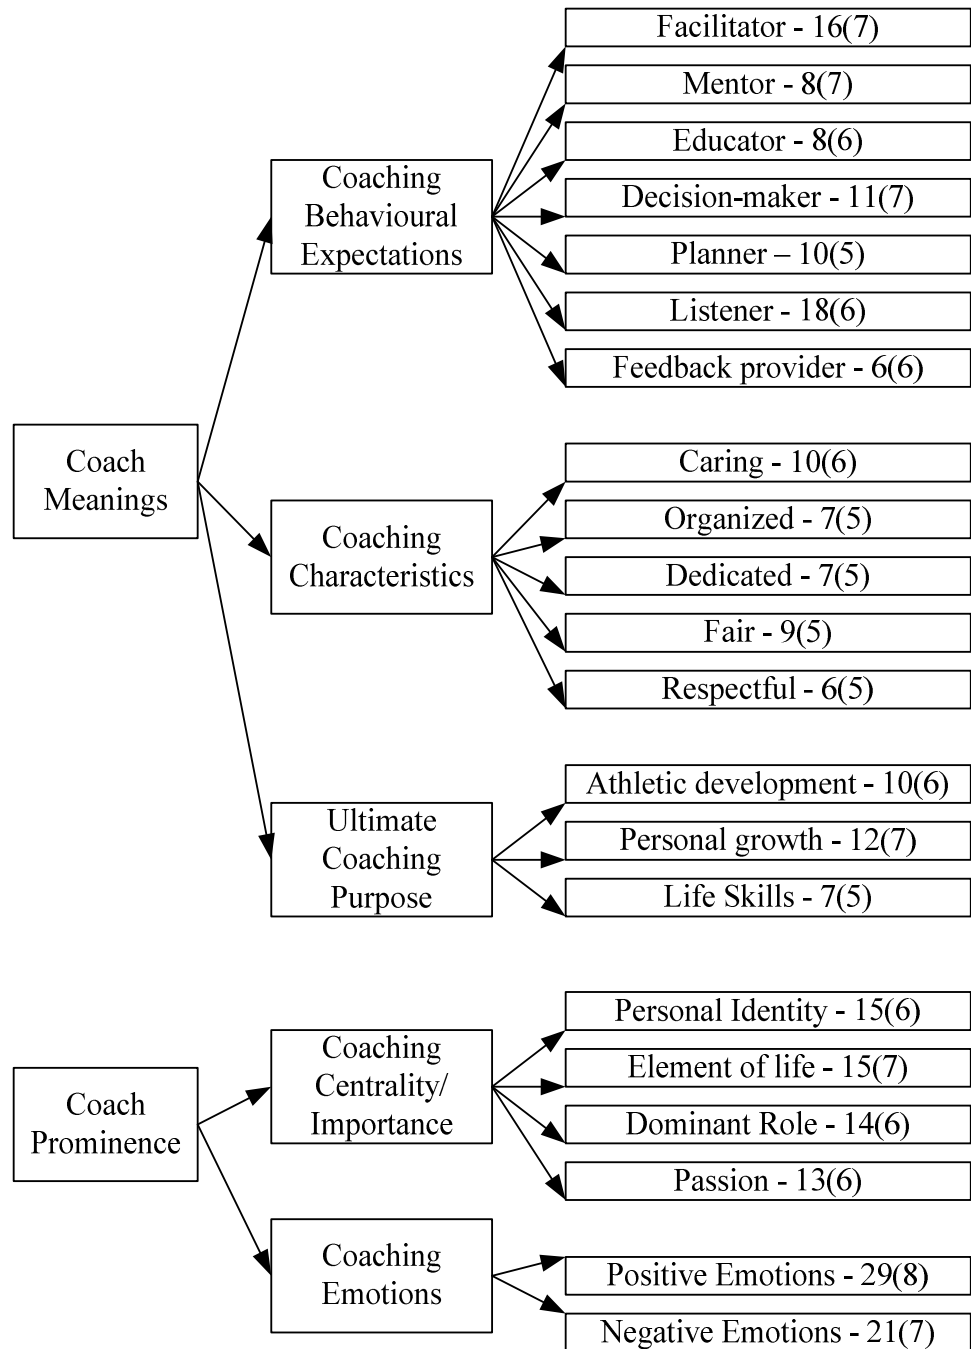 Coach
Meanings
Coaching
Behavioural
Expectations
Facilitator - 16(7)
Mentor - 8(7)
Educator - 8(6)
Decision-maker - 11(7)
Planner – 10(5)
Listener - 18(6)
Feedback provider - 6(6)
Coaching
Characteristics
Caring - 10(6)
Organized - 7(5)
Dedicated - 7(5)
Fair - 9(5)
Respectful - 6(5)
Ultimate
Coaching
Purpose
Athletic development - 10(6)
Personal growth - 12(7)
Life Skills - 7(5)
Coach
Prominence
Coaching
Centrality/
Importance
Personal Identity - 15(6)
Element of life - 15(7)
Dominant Role - 14(6)
Passion - 13(6)
Coaching
Emotions
Positive Emotions - 29(8)
Negative Emotions - 21(7)